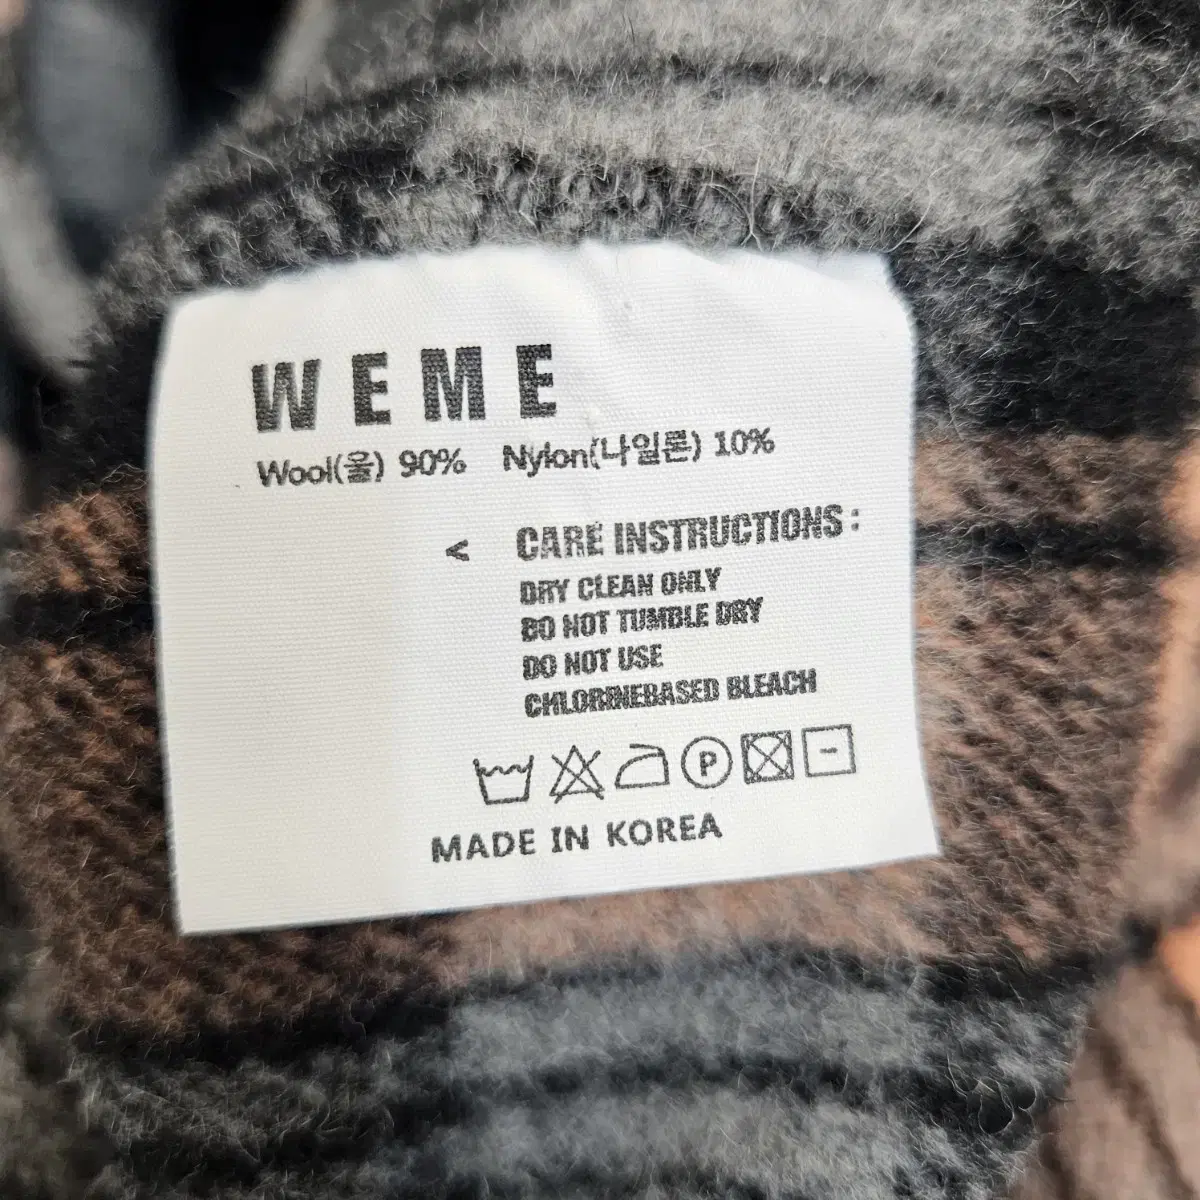 WEME
Wool(울) 90% Nylon(나일론) 10%
< CARE INSTRUCTIONS :
DRY CLEAN ONLY
DO NOT TUMBLE DRY
DO NOT USE
CHLORINEBASED BLEACH
P
MADE IN KOREA